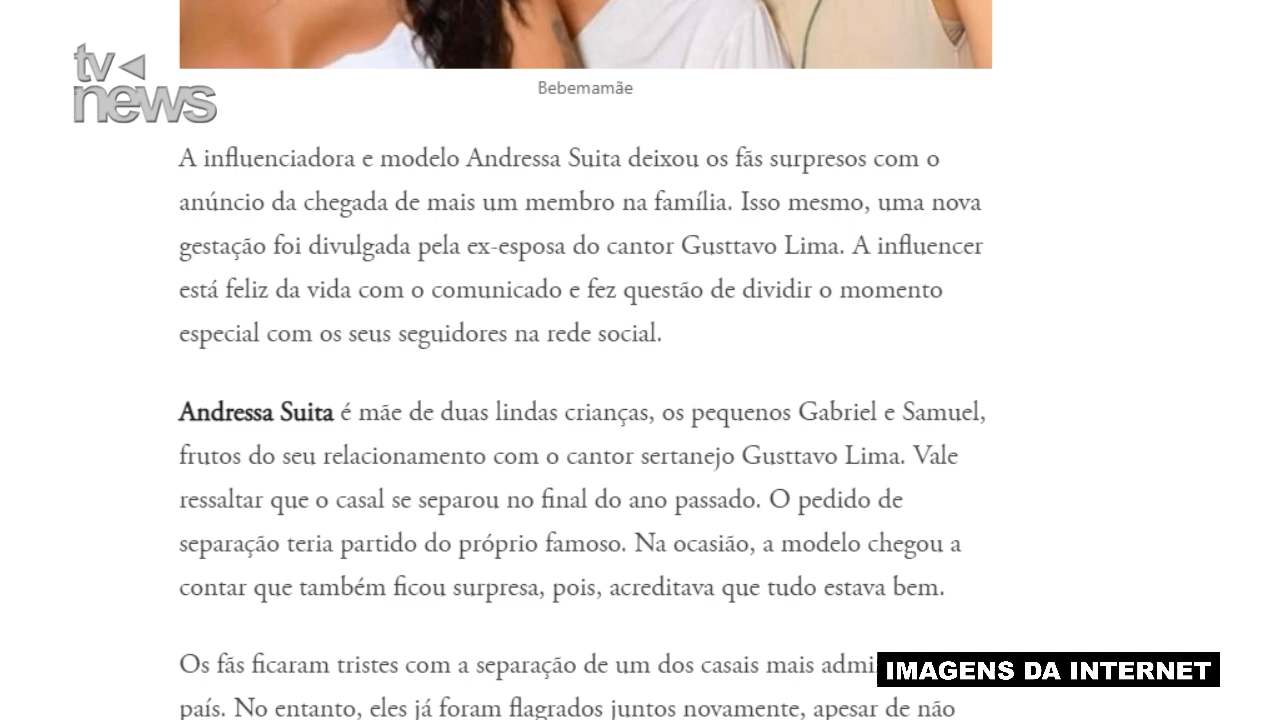 tv
news
Bebemamãe
A influenciadora e modelo Andressa Suita deixou os fãs surpresos com o
anúncio da chegada de mais um membro na família. Isso mesmo, uma nova
gestação foi divulgada pela ex-esposa do cantor Gusttavo Lima. A influencer
está feliz da vida com o comunicado e fez questão de dividir o momento
especial com os seus seguidores na rede social.
Andressa Suita é mãe de duas lindas crianças, os pequenos Gabriel e Samuel,
frutos do seu relacionamento com o cantor sertanejo Gusttavo Lima. Vale
ressaltar que o casal se separou no final do ano passado. O pedido de
separação teria partido do próprio famoso. Na ocasião, a modelo chegou a
contar que também ficou surpresa, pois, acreditava que tudo estava bem.
Os fãs ficaram tristes com a separação de um dos casais mais
IMAGENS DA INTERNET
país. No entanto, eles já foram flagrados juntos novamente, apesar de não